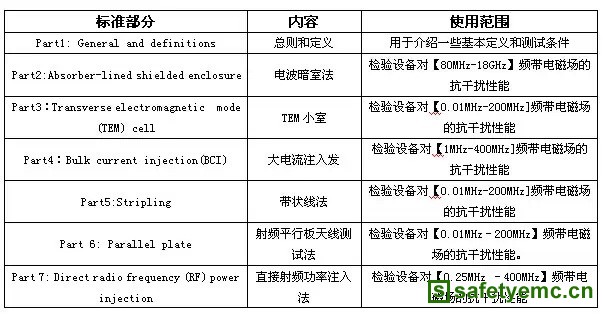 标准部分 内容 使用范围
Part1: General and definitions 总则和定义 用于介绍一些基本定义和测试条件
Part2:Absorber-lined shielded enclosure 电波暗室法 检验设备对【80MHz-18GHz】频带电磁场的
抗干扰性能
Part3:Transverse electromagnetic mode
(TEM) cell
TEM 小室
检验设备对【0.01MHz-200MHz]频带电磁场
的抗干扰性能
Part4:Bulk current injection(BCI) 大电流注入发 检验设备对【1MHz-400MHz]频带电磁场的
抗干扰性能
Part5:Stripling 带状线法 检验设备对【0.01MHz-200MHz]频带电磁场
的抗干扰性能
Part 6: Parallel plate
射频平行板天线测
试法
检验设备对【0.01MHz–200MHz】频带电磁
场的抗干扰性能。
Part 7: Direct radio frequency (RF) power
injection
直接射频功率注入
法
检验设备对【0.25MHz –400MHz】频带电
磁场的抗干扰性能
safetyemc.cn